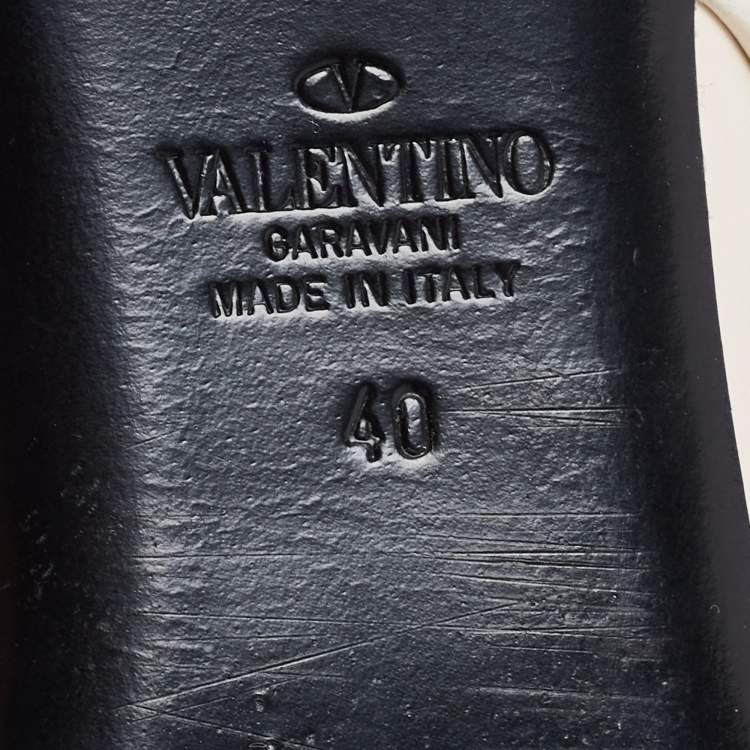 V
VALENTINO
GARAVANI
MADE IN ITALY
40